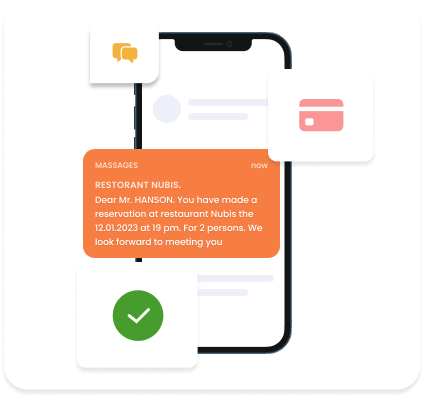 MASSAGES now
RESTORANT NUBIS.
Dear Mr. HANSON. You have made a
reservation at restaurant Nubis the
12.01.2023 at 19 pm. For 2 persons. We
look forward to meeting you